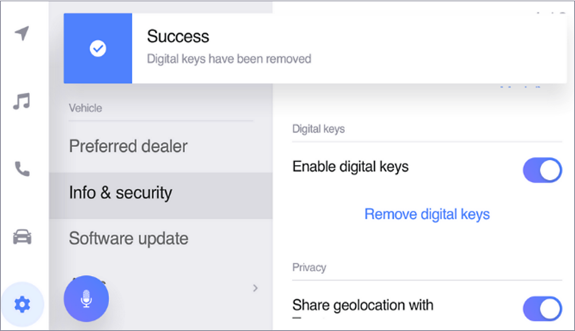 Success
Digital keys have been removed
Vehicle
Preferred dealer
Info & security
Software update
Digital keys
Enable digital keys
Remove digital keys
Privacy
Share geolocation with